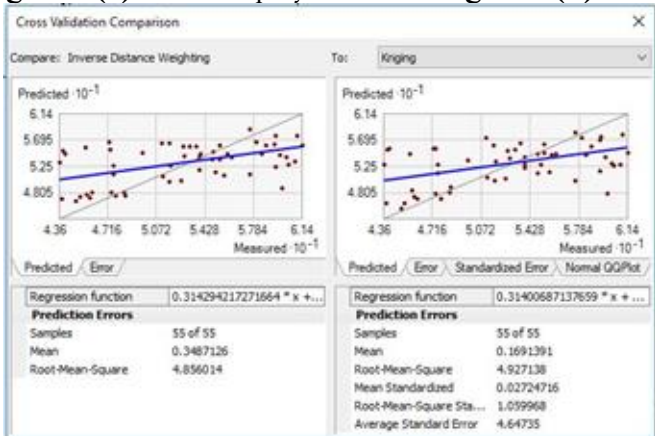 Cross Validation Comparison
Compare: Inverse Distance Weighting
To: Kriging
Predicted ·10-1
6.14
5.695
5.25
4.805
4.36 4.716 5.072 5.428 5.784 6.14
Measured ·10-1
Predicted Error
Regression function 0.314294217271664 * x +...
Prediction Errors
Samples 55 of 55
Mean 0.3487126
Root-Mean-Square 4.856014
Predicted ·10-1
6.14
5.695
5.25
4.805
4.36 4.716 5.072 5.428 5.784 6.14
Measured ·10-1
Predicted Error Standardized Error Normal QQPlot
Regression function 0.31400687137659 * x + ...
Prediction Errors
Samples 55 of 55
Mean 0.1691391
Root-Mean-Square 4.927138
Mean Standardized 0.02724716
Root-Mean-Square Sta... 1.059968
Average Standard Error 4.64735